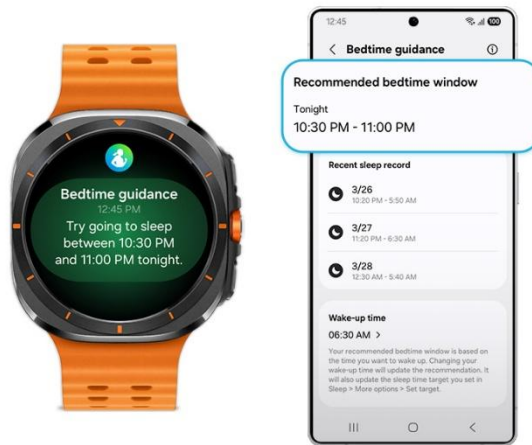 Bedtime guidance
12:45 PM
Try going to sleep
between 10:30 PM
and 11:00 PM tonight.
12:45
100
Bedtime guidance
Recommended bedtime window
Tonight
10:30 PM - 11:00 PM
Recent sleep record
3/26
10:20 PM - 5:50 AM
3/27
11:20 PM - 6:30 AM
3/28
12:30 AM - 5:40 AM
Wake-up time
06:30 AM >
Your recommended bedtime window is based on
the time you want to wake up. Changing your
wake-up time will update the recommendation. It
will also update the sleep time target you set in
Sleep > More options > Set target.